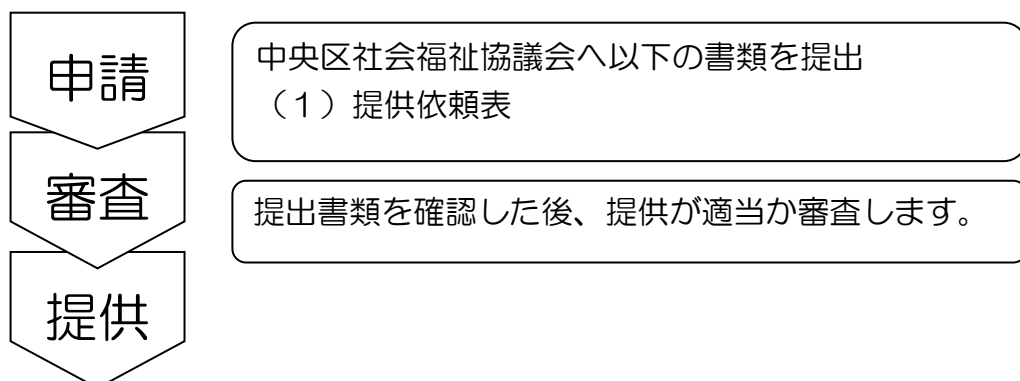 申請
中央区社会福祉協議会へ以下の書類を提出
（１）提供依頼表
審査
提出書類を確認した後、提供が適当か審査します。
提供